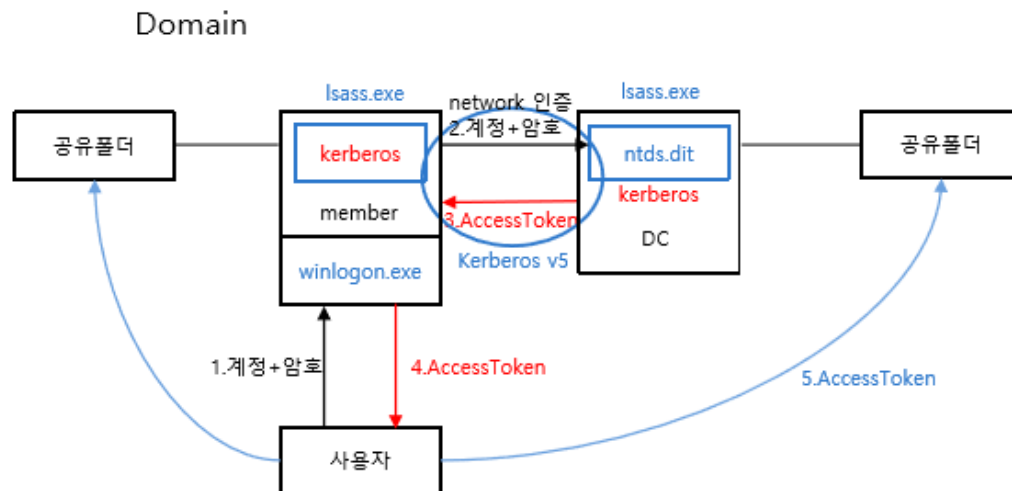 Domain
lsass.exe
network 인증
lsass.exe
공유폴더
kerberos
2.계정+암호
ntds.dit
공유폴더
kerberos
member
3.AccessToken
DC
winlogon.exe
Kerberos v5
1.계정+암호
4.AccessToken
5.AccessToken
사용자